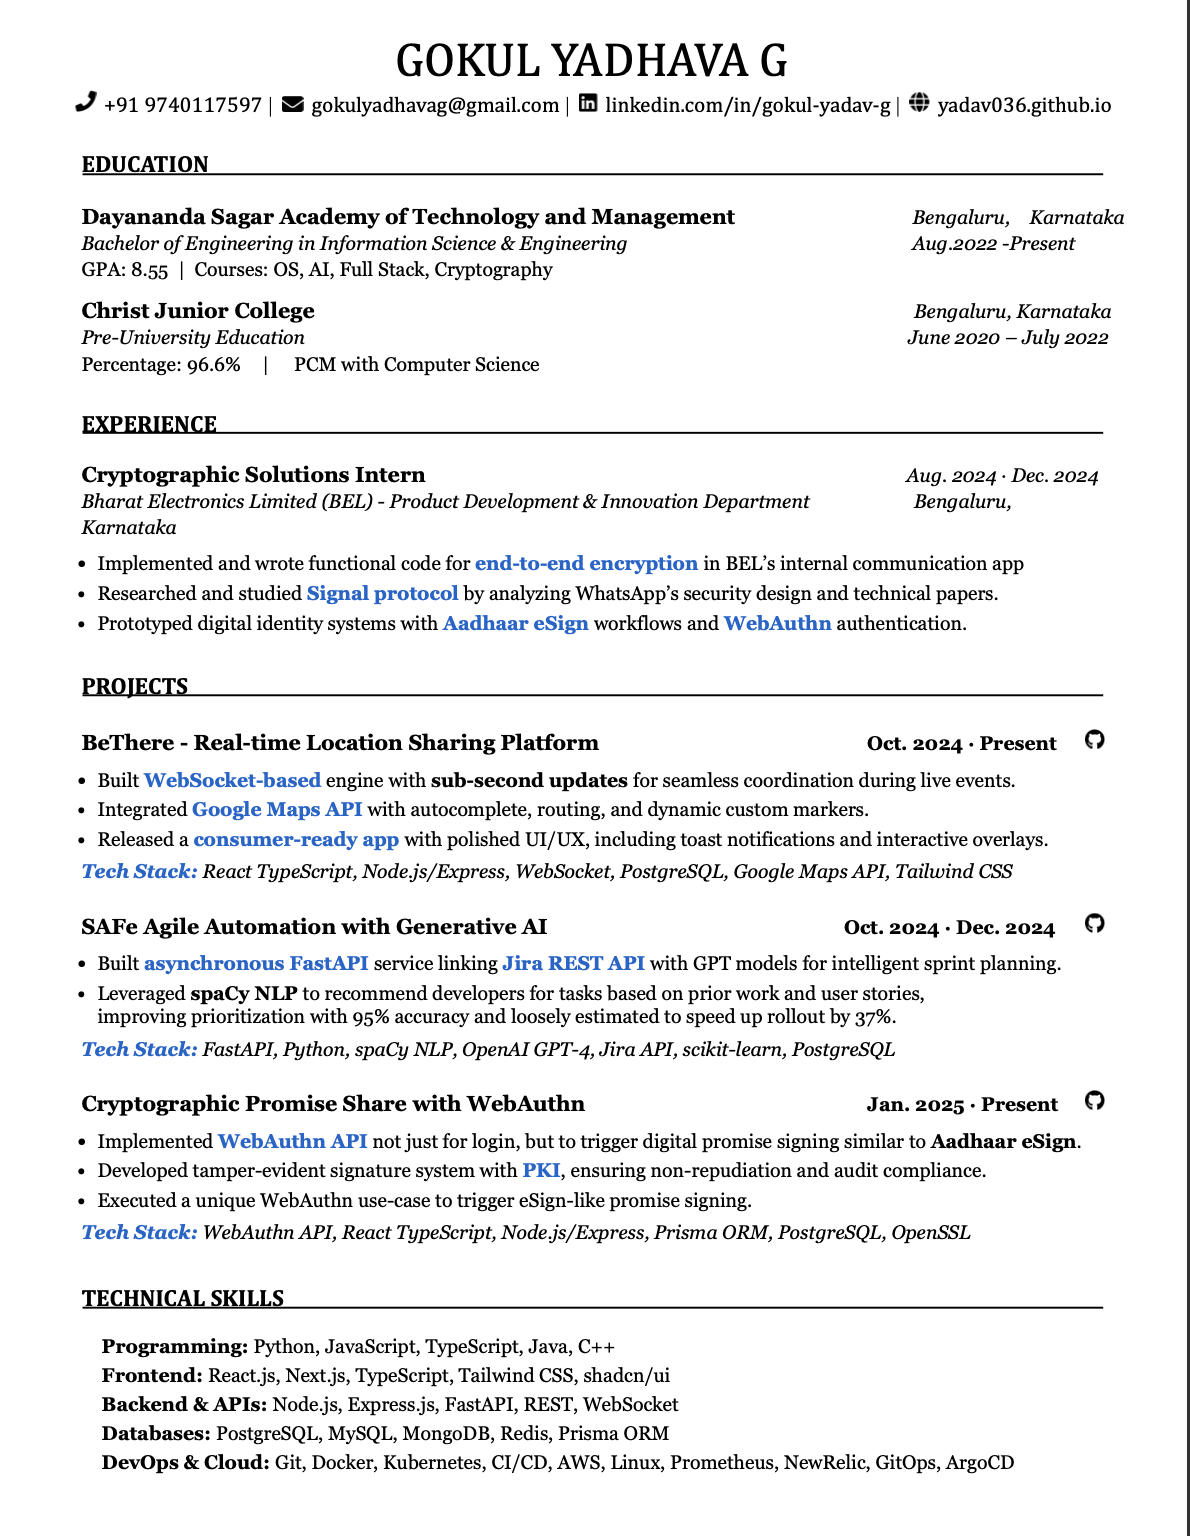 GOKUL YADHAVA G
+91 9740117597 | gokulyadhavag@gmail.com | linkedin.com/in/gokul-yadav-g | yadav036.github.io
EDUCATION
Dayananda Sagar Academy of Technology and Management Bengaluru, Karnataka
Bachelor of Engineering in Information Science & Engineering Aug.2022 -Present
GPA: 8.55 | Courses: OS, AI, Full Stack, Cryptography
Christ Junior College Bengaluru, Karnataka
Pre-University Education June 2020 – July 2022
Percentage: 96.6% | PCM with Computer Science
EXPERIENCE
Cryptographic Solutions Intern Aug. 2024 · Dec. 2024
Bharat Electronics Limited (BEL) - Product Development & Innovation Department Bengaluru,
Karnataka
• Implemented and wrote functional code for end-to-end encryption in BEL’s internal communication app
• Researched and studied Signal protocol by analyzing WhatsApp’s security design and technical papers.
• Prototyped digital identity systems with Aadhaar eSign workflows and WebAuthn authentication.
PROJECTS
BeThere - Real-time Location Sharing Platform Oct. 2024 · Present
• Built WebSocket-based engine with sub-second updates for seamless coordination during live events.
• Integrated Google Maps API with autocomplete, routing, and dynamic custom markers.
• Released a consumer-ready app with polished UI/UX, including toast notifications and interactive overlays.
Tech Stack: React TypeScript, Node.js/Express, WebSocket, PostgreSQL, Google Maps API, Tailwind CSS
SAFe Agile Automation with Generative AI Oct. 2024 · Dec. 2024
• Built asynchronous FastAPI service linking Jira REST API with GPT models for intelligent sprint planning.
• Leveraged spaCy NLP to recommend developers for tasks based on prior work and user stories,
improving prioritization with 95% accuracy and loosely estimated to speed up rollout by 37%.
Tech Stack: FastAPI, Python, spaCy NLP, OpenAI GPT-4, Jira API, scikit-learn, PostgreSQL
Cryptographic Promise Share with WebAuthn Jan. 2025 · Present
• Implemented WebAuthn API not just for login, but to trigger digital promise signing similar to Aadhaar eSign.
• Developed tamper-evident signature system with PKI, ensuring non-repudiation and audit compliance.
• Executed a unique WebAuthn use-case to trigger eSign-like promise signing.
Tech Stack: WebAuthn API, React TypeScript, Node.js/Express, Prisma ORM, PostgreSQL, OpenSSL
TECHNICAL SKILLS
Programming: Python, JavaScript, TypeScript, Java, C++
Frontend: React.js, Next.js, TypeScript, Tailwind CSS, shadcn/ui
Backend & APIs: Node.js, Express.js, FastAPI, REST, WebSocket
Databases: PostgreSQL, MySQL, MongoDB, Redis, Prisma ORM
DevOps & Cloud: Git, Docker, Kubernetes, CI/CD, AWS, Linux, Prometheus, NewRelic, GitOps, ArgoCD